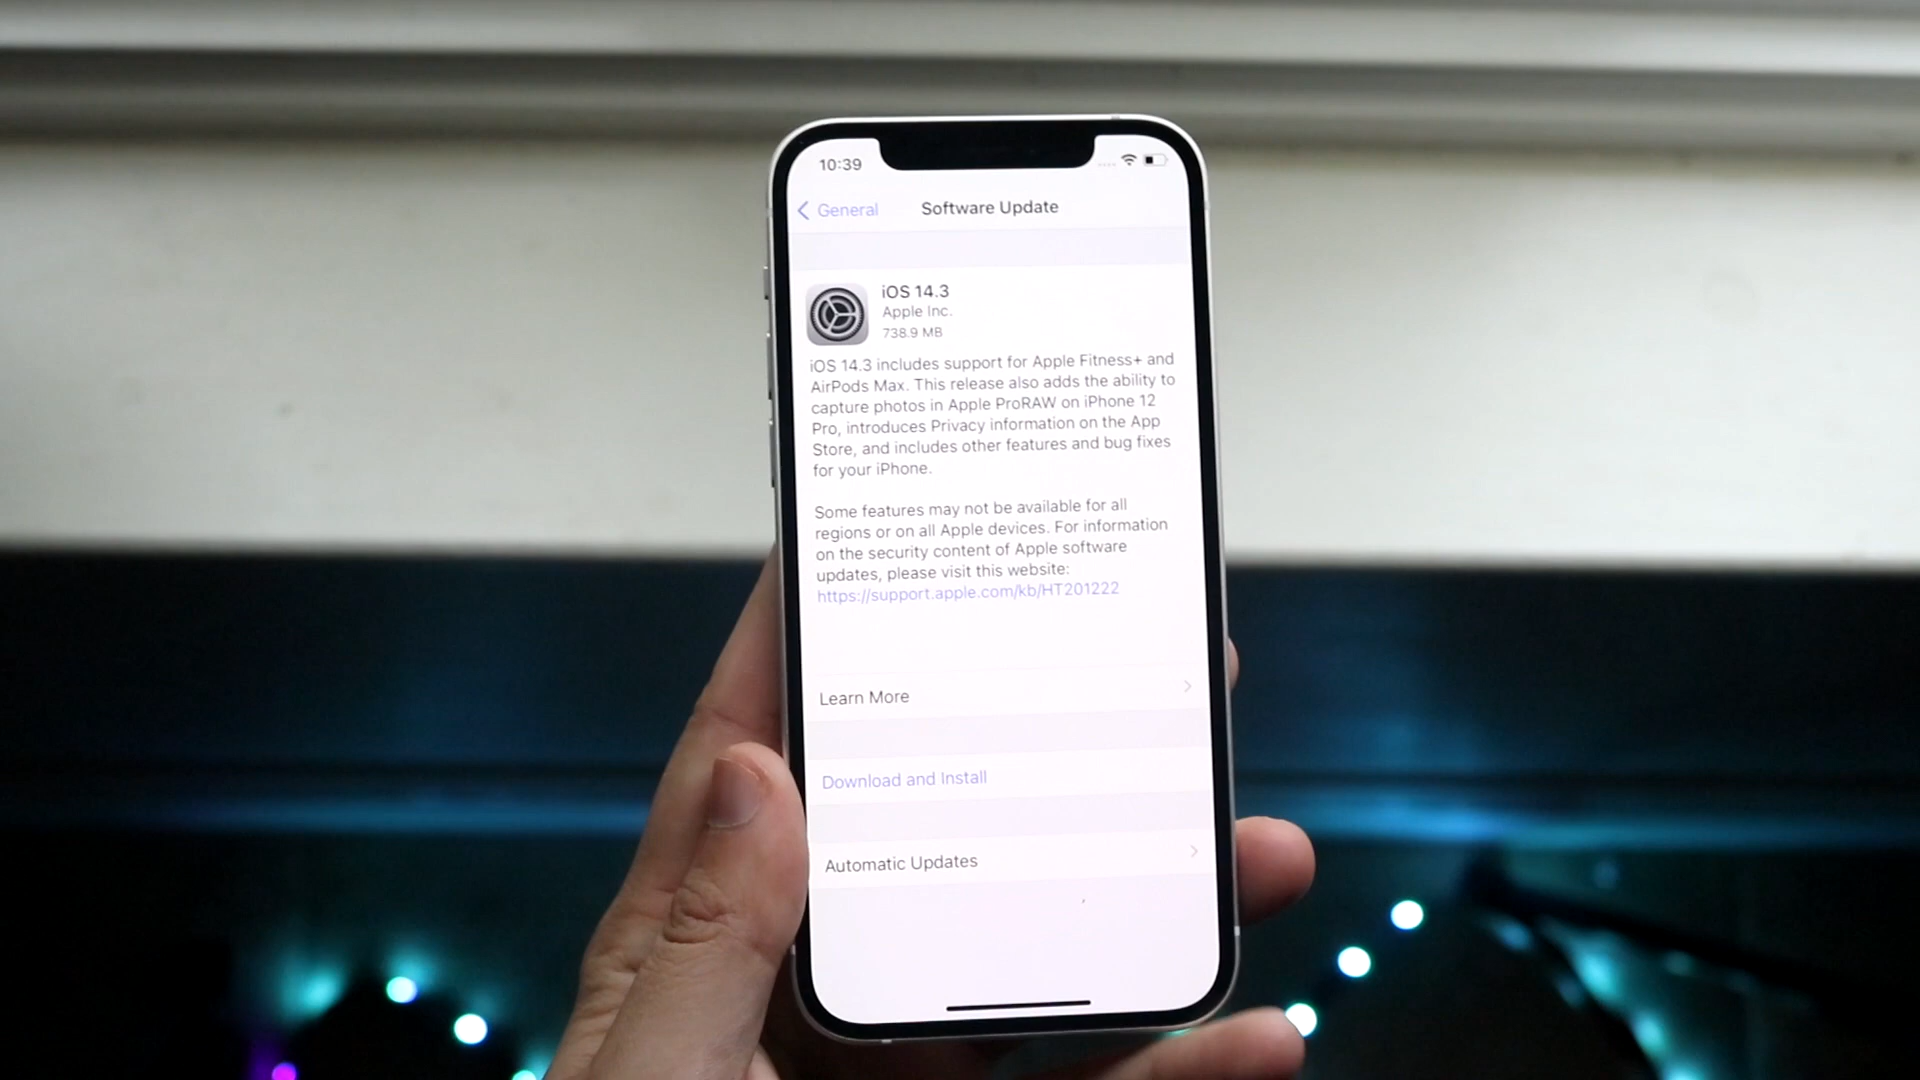 10:39
General
Software Update
iOS 14.3
Apple Inc.
738.9 MB
iOS 14.3 includes support for Apple Fitness+ and
AirPods Max. This release also adds the ability to
capture photos in Apple ProRAW on iPhone 12
Pro, introduces Privacy information on the App
Store, and includes other features and bug fixes
for your iPhone.
Some features may not be available for all
regions or on all Apple devices. For information
on the security content of Apple software
updates, please visit this website:
https://support.apple.com/kb/HT201222
Learn More
Download and Install
Automatic Updates